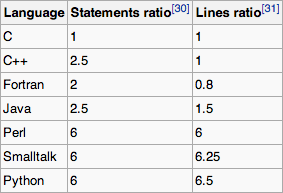 Language Statements ratio[30] Lines ratio[31]
C 1 1
C++ 2.5 1
Fortran 2 0.8
Java 2.5 1.5
Perl 6 6
Smalltalk 6 6.25
Python 6 6.5